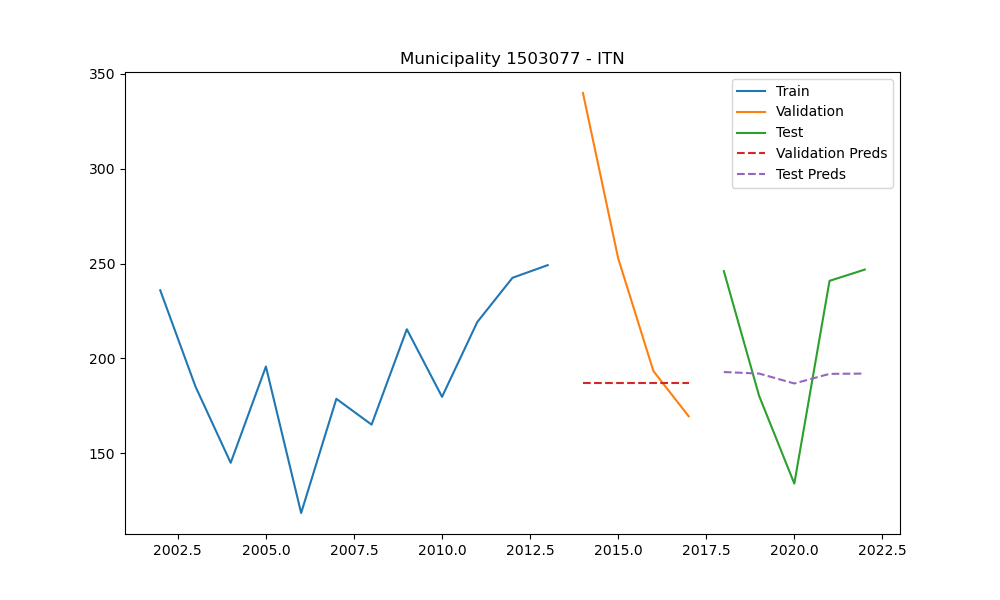 Municipality 1503077 - ITN
350
300
250
200
150
2002.5 2005.0 2007.5 2010.0 2012.5 2015.0 2017.5 2020.0 2022.5
Train
Validation
Test
Validation Preds
Test Preds